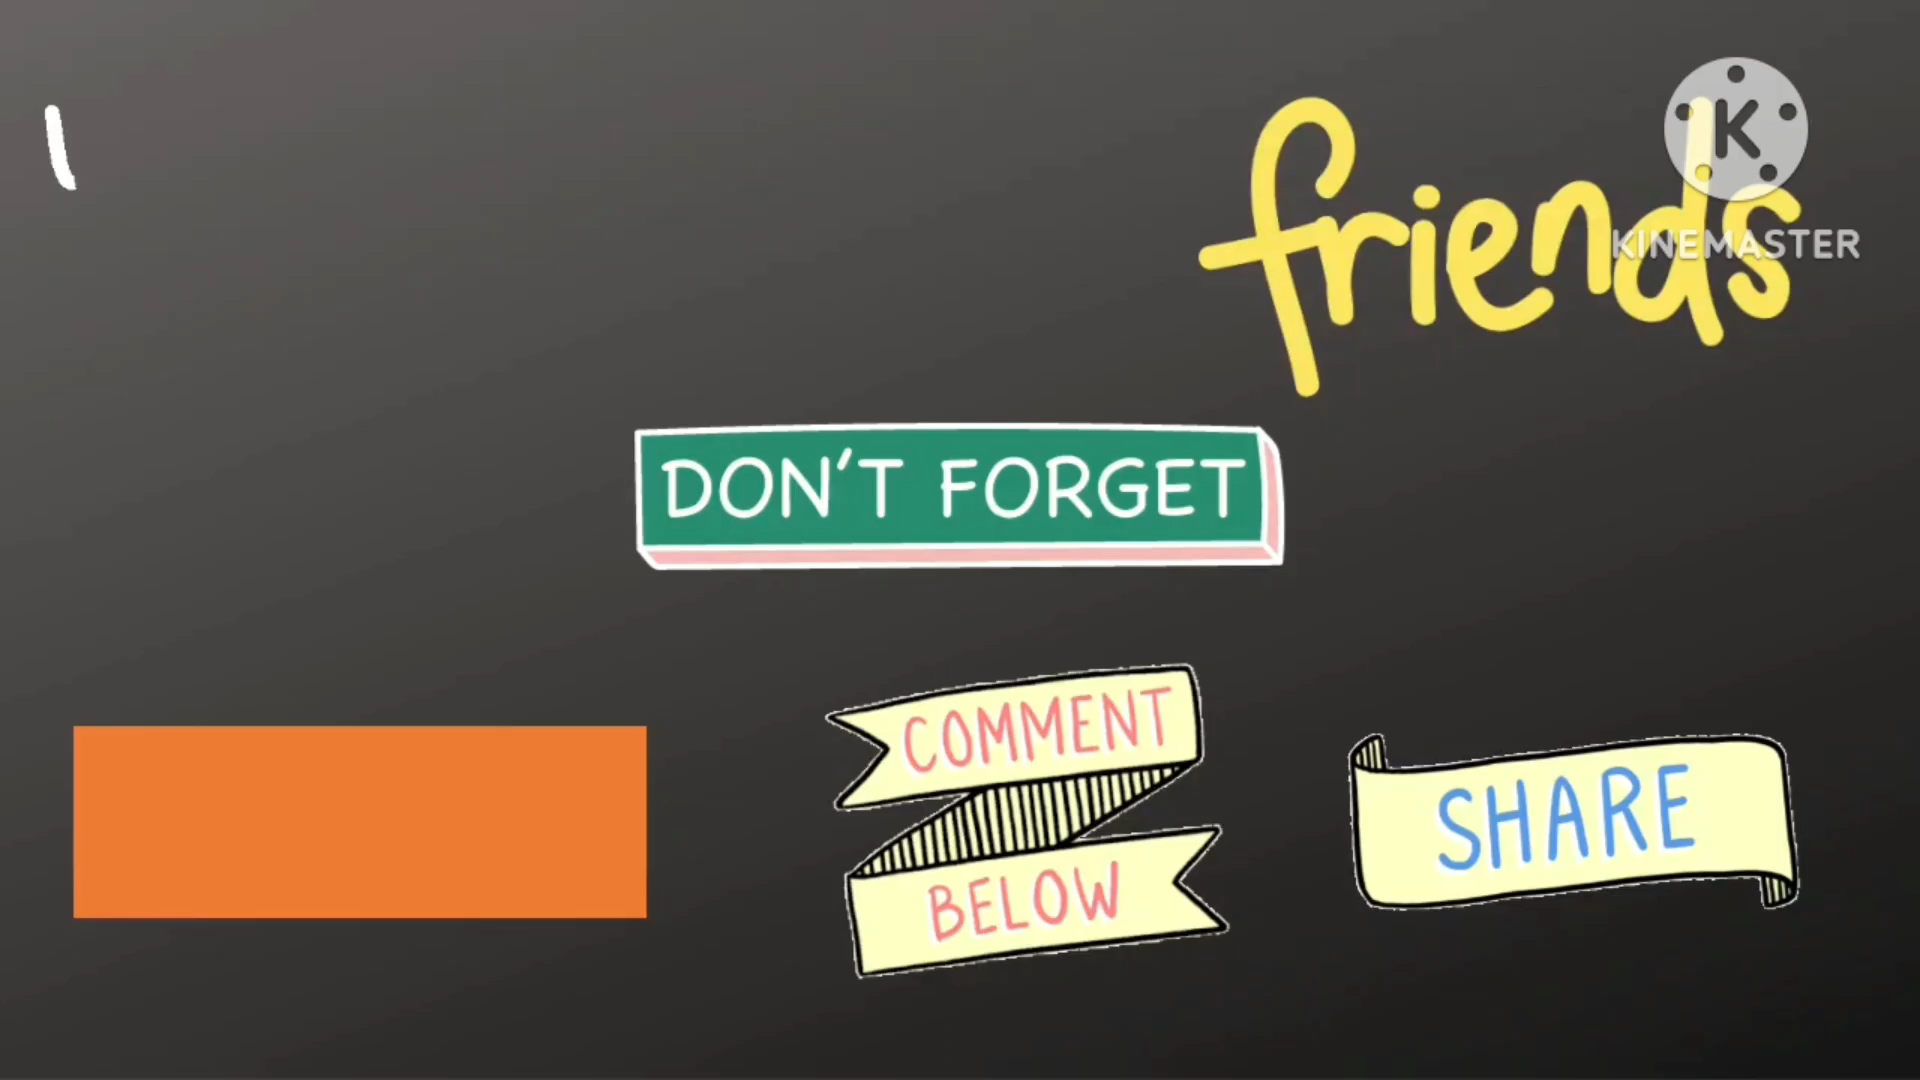 friends
K
KINEMASTER
DON'T FORGET
COMMENT
BELOW
SHARE